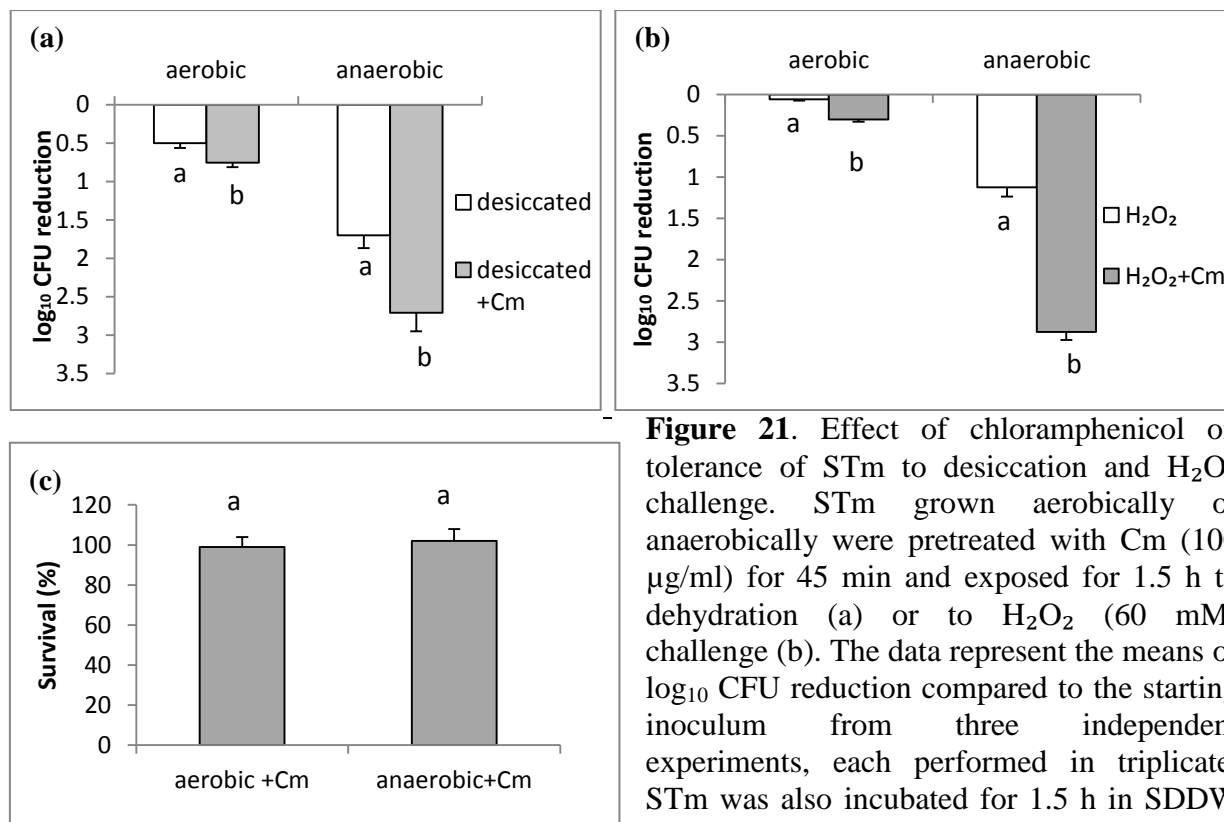 (a)
aerobic anaerobic
0
0.5
1
1.5
2
2.5
3
3.5
log₁₀ CFU reduction
a
b
a
b
desiccated
desiccated
+Cm
(b)
aerobic anaerobic
0
0.5
1
1.5
2
2.5
3
3.5
log₁₀ CFU reduction
a
b
a
b
H₂O₂
H₂O₂+Cm
(c)
120
100
80
60
40
20
0
Survival (%)
a
a
aerobic +Cm anaerobic+Cm
Figure 21. Effect of chloramphenicol o
tolerance of STm to desiccation and H₂O
challenge. STm grown aerobically o
anaerobically were pretreated with Cm (100
µg/ml) for 45 min and exposed for 1.5 h t
dehydration (a) or to H₂O₂ (60 mM
challenge (b). The data represent the means o
log₁₀ CFU reduction compared to the starting
inoculum from three independen
experiments, each performed in triplicate
STm was also incubated for 1.5 h in SDDW